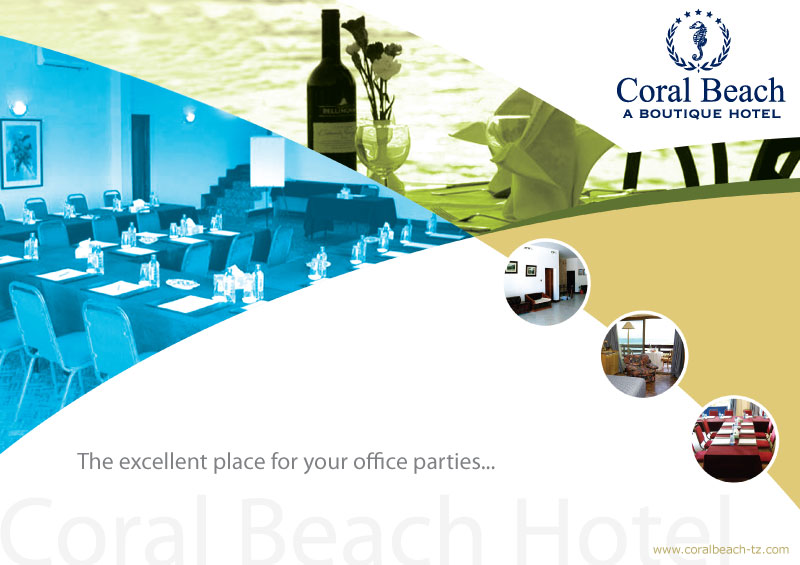 Coral Beach
A BOUTIQUE HOTEL
The excellent place for your office parties...
Coral Beach Hotel
www.coralbeach-tz.com